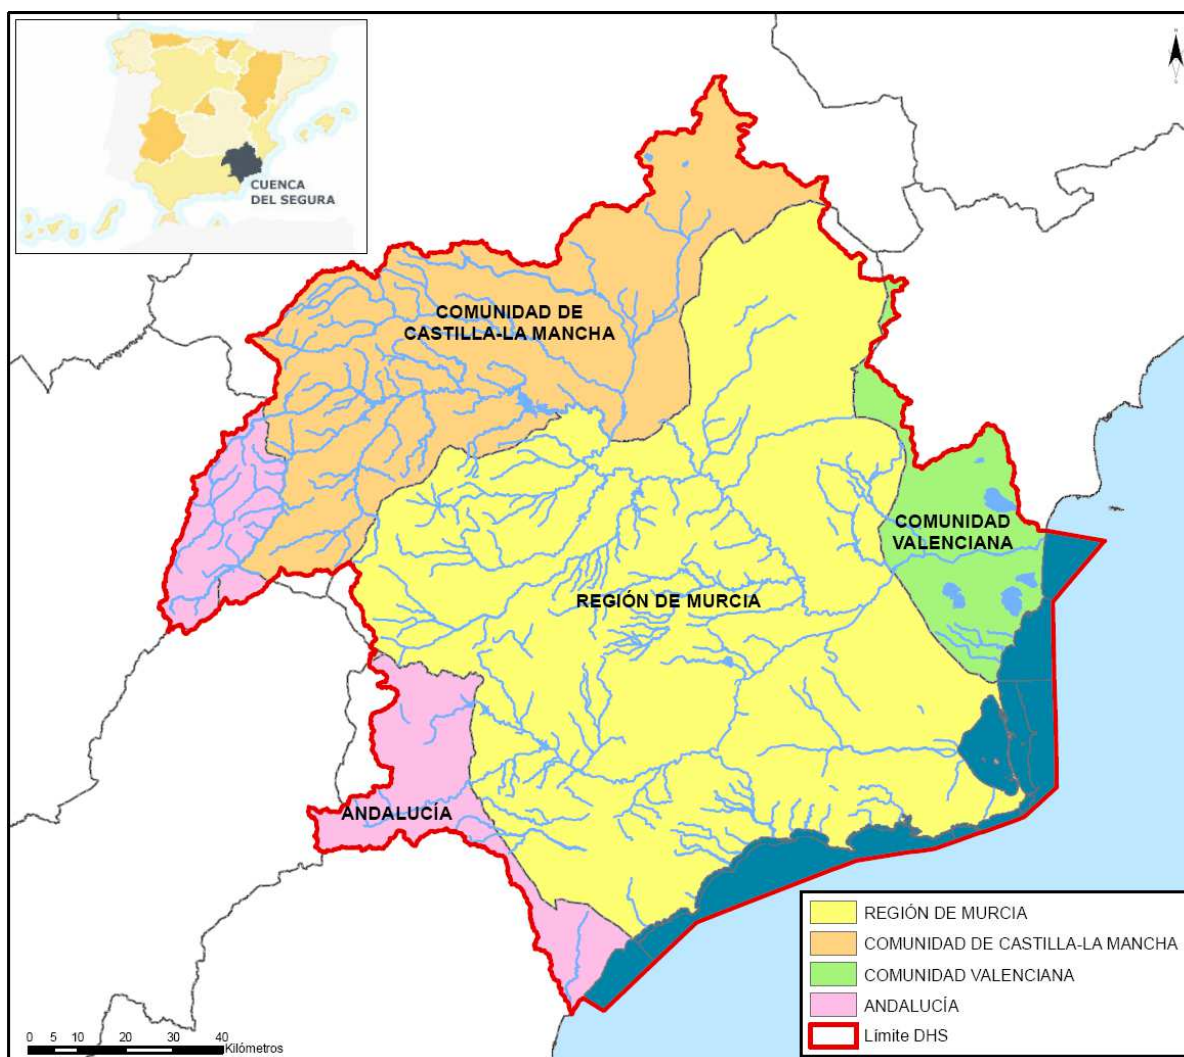 CUENCA
DEL SEGURA
COMUNIDAD DE
CASTILLA-LA MANCHA
COMUNIDAD
VALENCIANA
REGIÓN DE MURCIA
ANDALUCÍA
REGIÓN DE MURCIA
COMUNIDAD DE CASTILLA-LA MANCHA
COMUNIDAD VALENCIANA
ANDALUCÍA
Límite DHS
0 5 10 20 30 40
Kilómetros